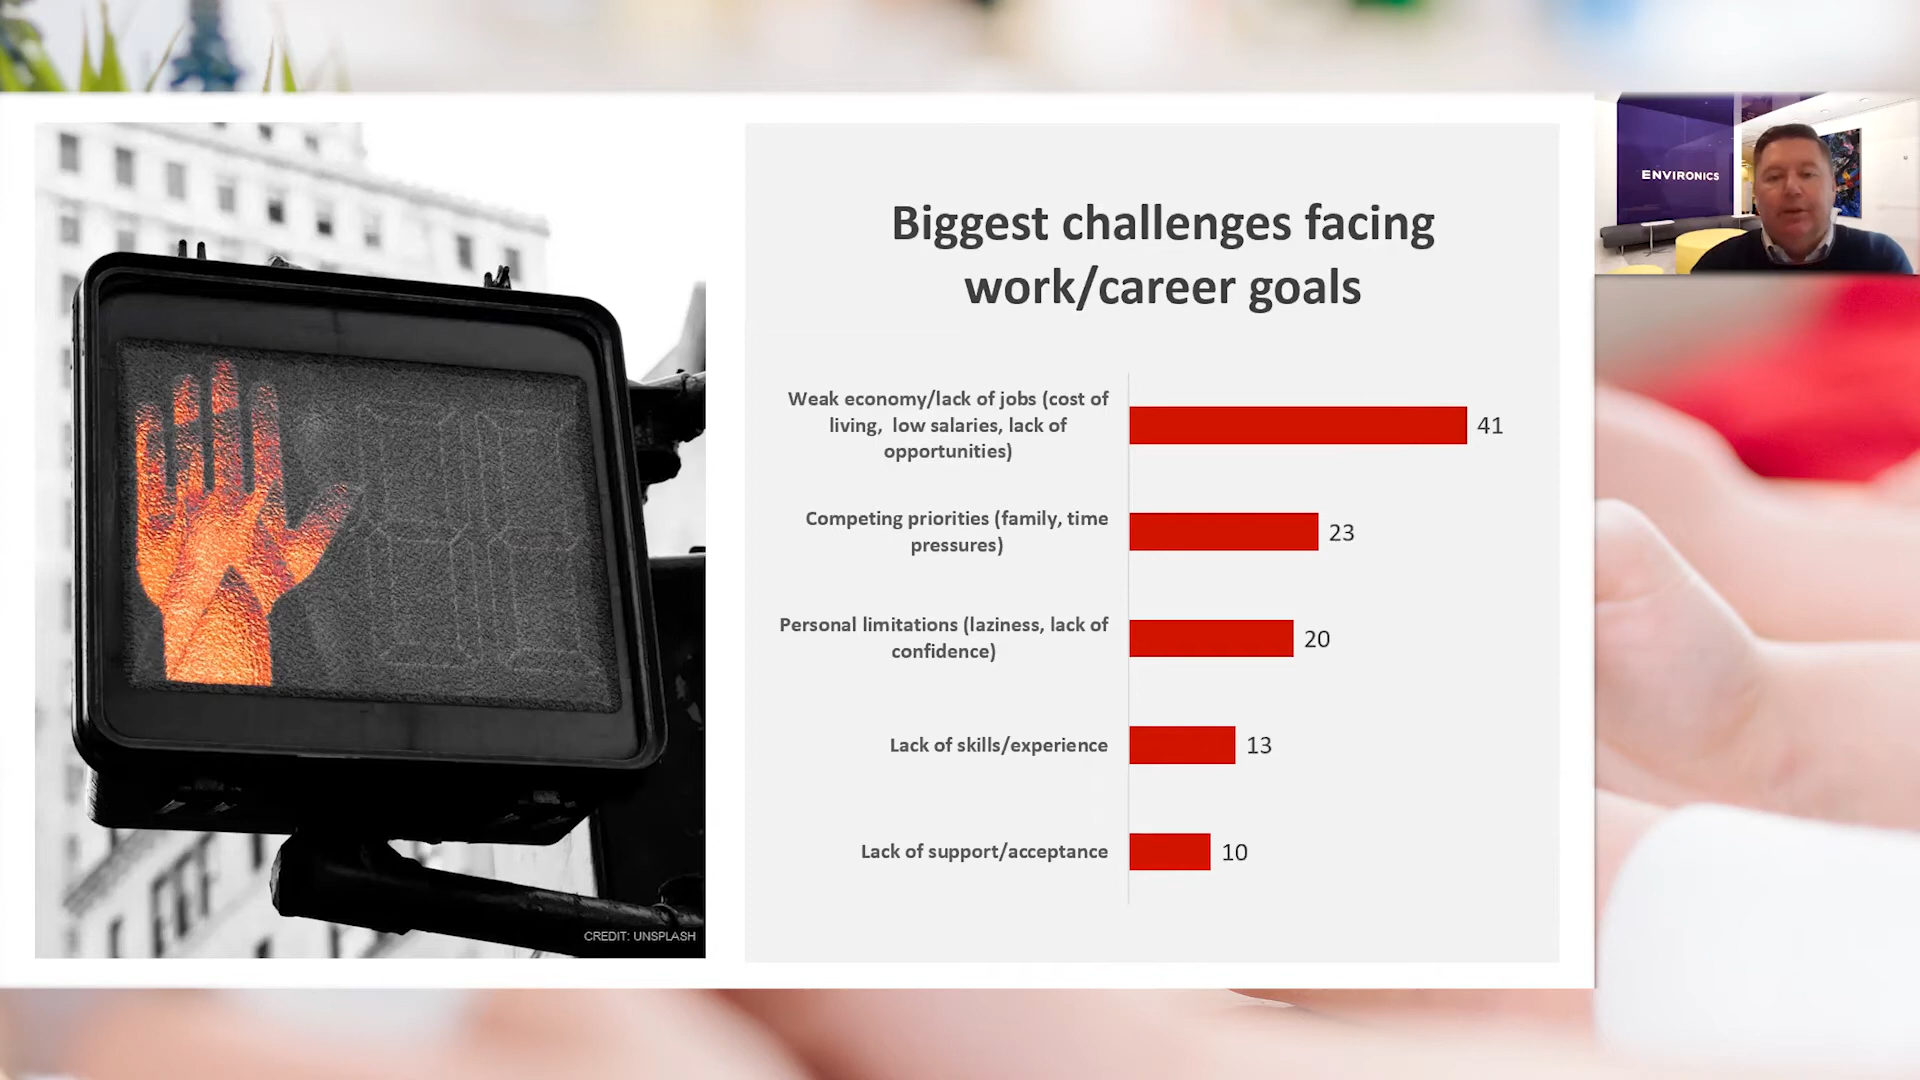 ENVIRONICS
Biggest challenges facing
work/career goals
Weak economy/lack of jobs (cost of
living, low salaries, lack of
opportunities)
41
Competing priorities (family, time
pressures)
23
Personal limitations (laziness, lack of
confidence)
20
Lack of skills/experience
13
Lack of support/acceptance
10
CREDIT: UNSPLASH